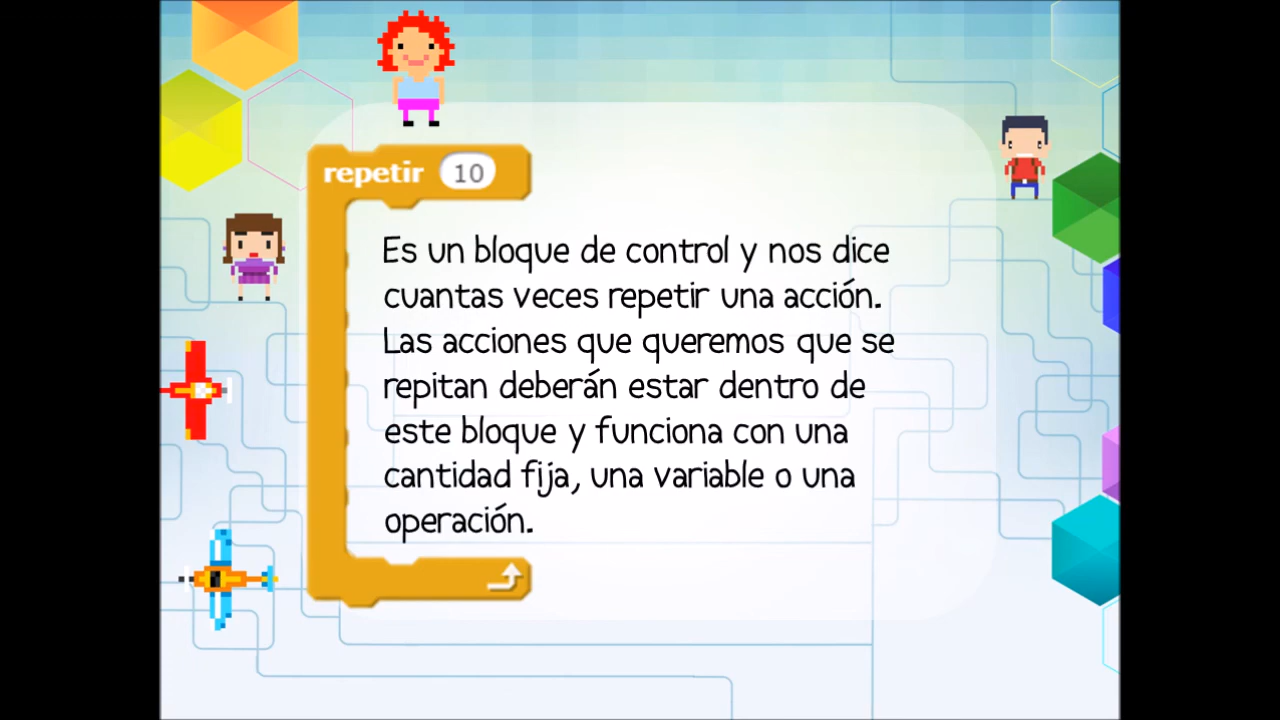 repetir 10
Es un bloque de control y nos dice
cuantas veces repetir una acción.
Las acciones que queremos que se
repitan deberán estar dentro de
este bloque y funciona con una
cantidad fija, una variable o una
operación.